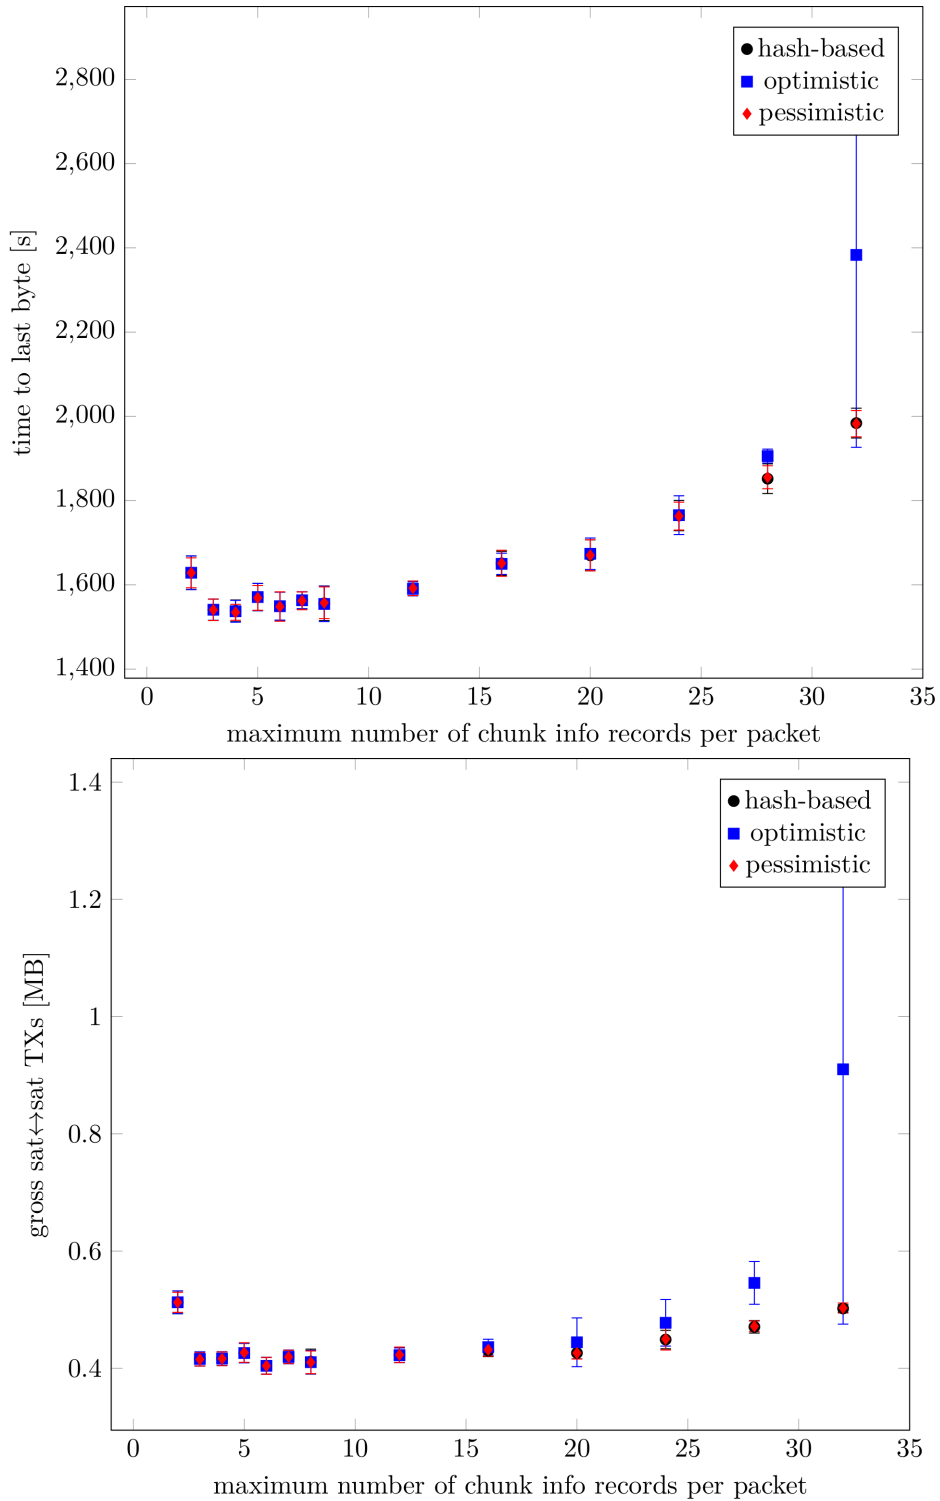 2,800
2,600
2,400
2,200
2,000
1,800
1,600
1,400
time to last byte [s]
hash-based
optimistic
pessimistic
0 5 10 15 20 25 30 35
maximum number of chunk info records per packet
1.4
1.2
1
0.8
0.6
0.4
gross sat↔sat TXs [MB]
hash-based
optimistic
pessimistic
0 5 10 15 20 25 30 35
maximum number of chunk info records per packet